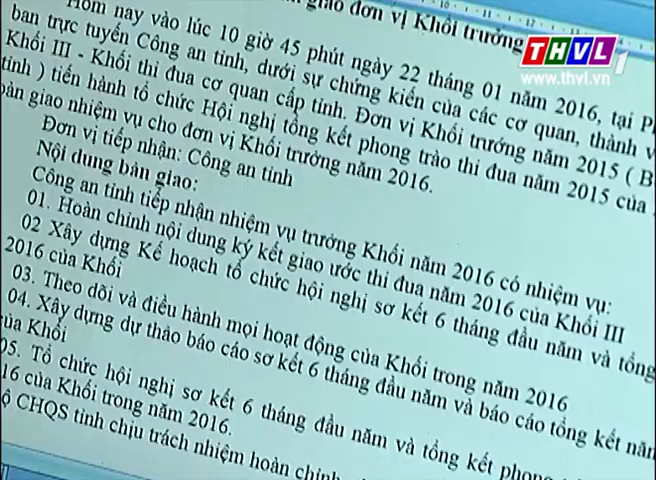 giao đơn vị Khối trưởng
Hôm nay vào lúc 10 giờ 45 phút ngày 22 tháng 01 năm 2016, tại
ban trực tuyến Công an tỉnh, dưới sự chứng kiến của các cơ quan, thành
Khối III - Khối thi đua cơ quan cấp tỉnh. Đơn vị Khối trưởng năm 2015 (
tỉnh ) tiến hành tổ chức Hội nghị tổng kết phong trào thi đua năm 2015 của
bàn giao nhiệm vụ cho đơn vị Khối trưởng năm 2016.
Đơn vị tiếp nhận: Công an tỉnh
Nội dung bàn giao:
Công an tỉnh tiếp nhận nhiệm vụ trưởng Khối năm 2016 có nhiệm vụ:
01. Hoàn chỉnh nội dung ký kết giao ước thi đua năm 2016 của Khối III
02 Xây dựng Kế hoạch tổ chức hội nghị sơ kết 6 tháng đầu năm và tổng
2016 của Khối
03. Theo dõi và điều hành mọi hoạt động của Khối trong năm 2016
04. Xây dựng dự thảo báo cáo sơ kết 6 tháng đầu năm và báo cáo tổng kết năm
của Khối
05. Tổ chức hội nghị sơ kết 6 tháng đầu năm và tổng kết phong
16 của Khối trong năm 2016.
ộ CHQS tỉnh chịu trách nhiệm hoàn chỉnh
THVL1
www.thvl.vn